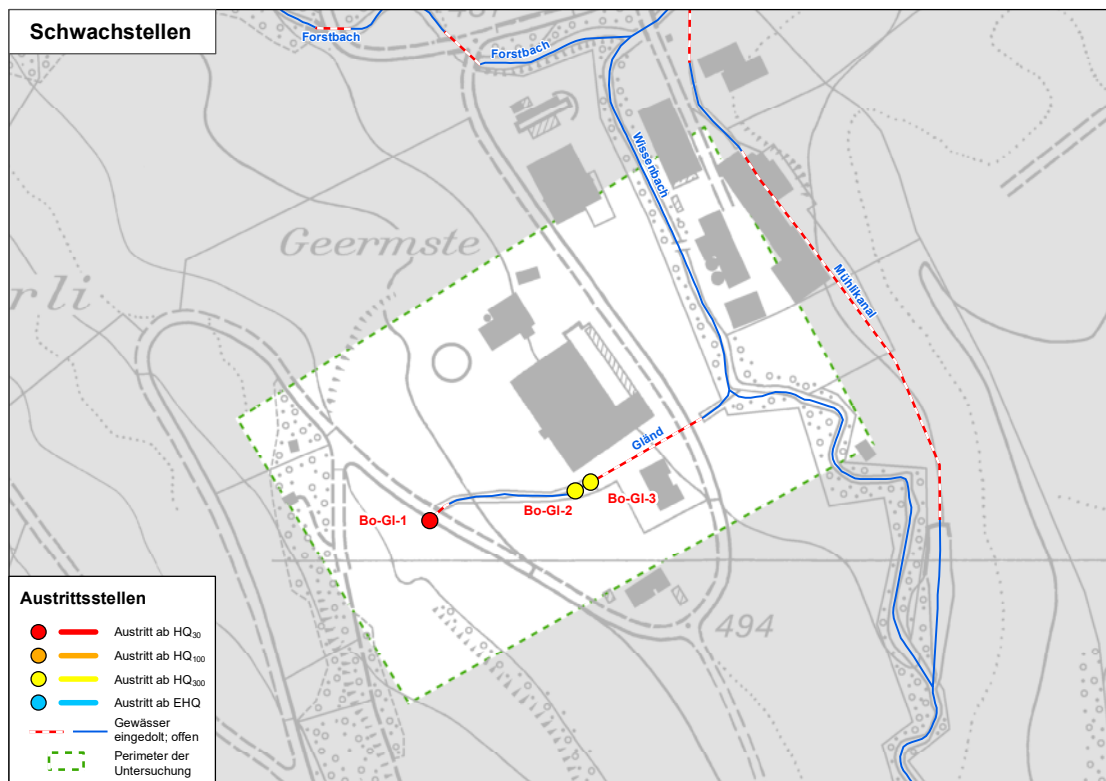 Schwachstellen
Forstbach
Forstbach
Wissenbach
Geermste
rli
Mühlikanal
Gländ
Bo-Gl-1
Bo-Gl-2
Bo-Gl-3
494
Austrittsstellen
Austritt ab HQ30
Austritt ab HQ100
Austritt ab HQ300
Austritt ab EHQ
Gewässer
eingedolt; offen
Perimeter der
Untersuchung